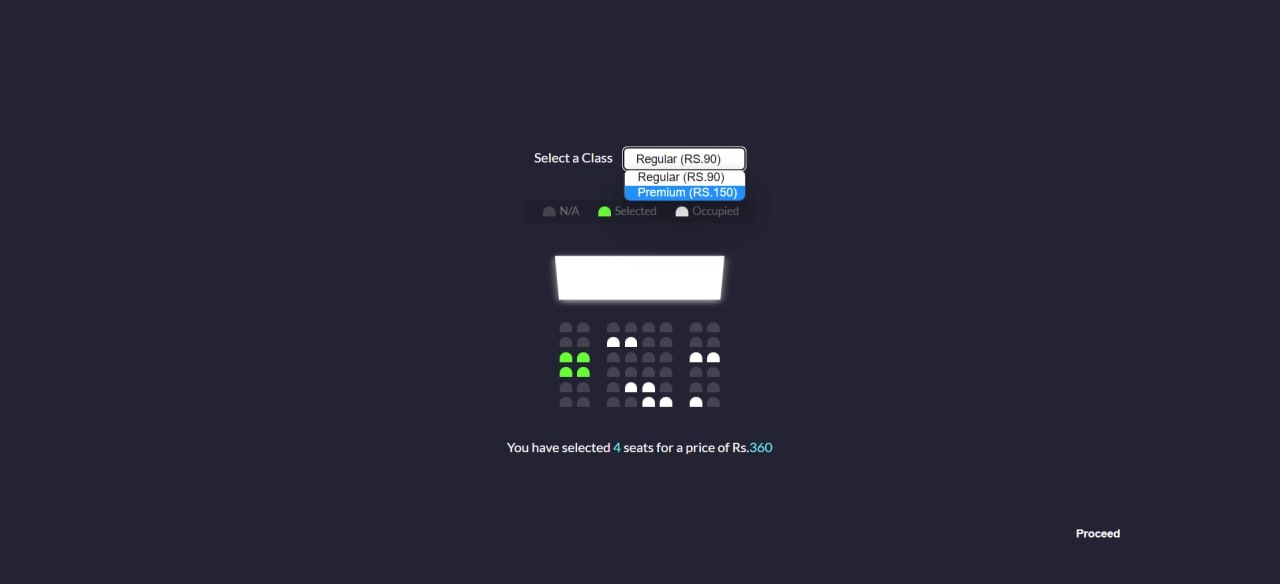 Select a Class Regular (RS.90)
Regular (RS.90)
Premium (RS.150)
N/A Selected Occupied
You have selected 4 seats for a price of Rs.360
Proceed